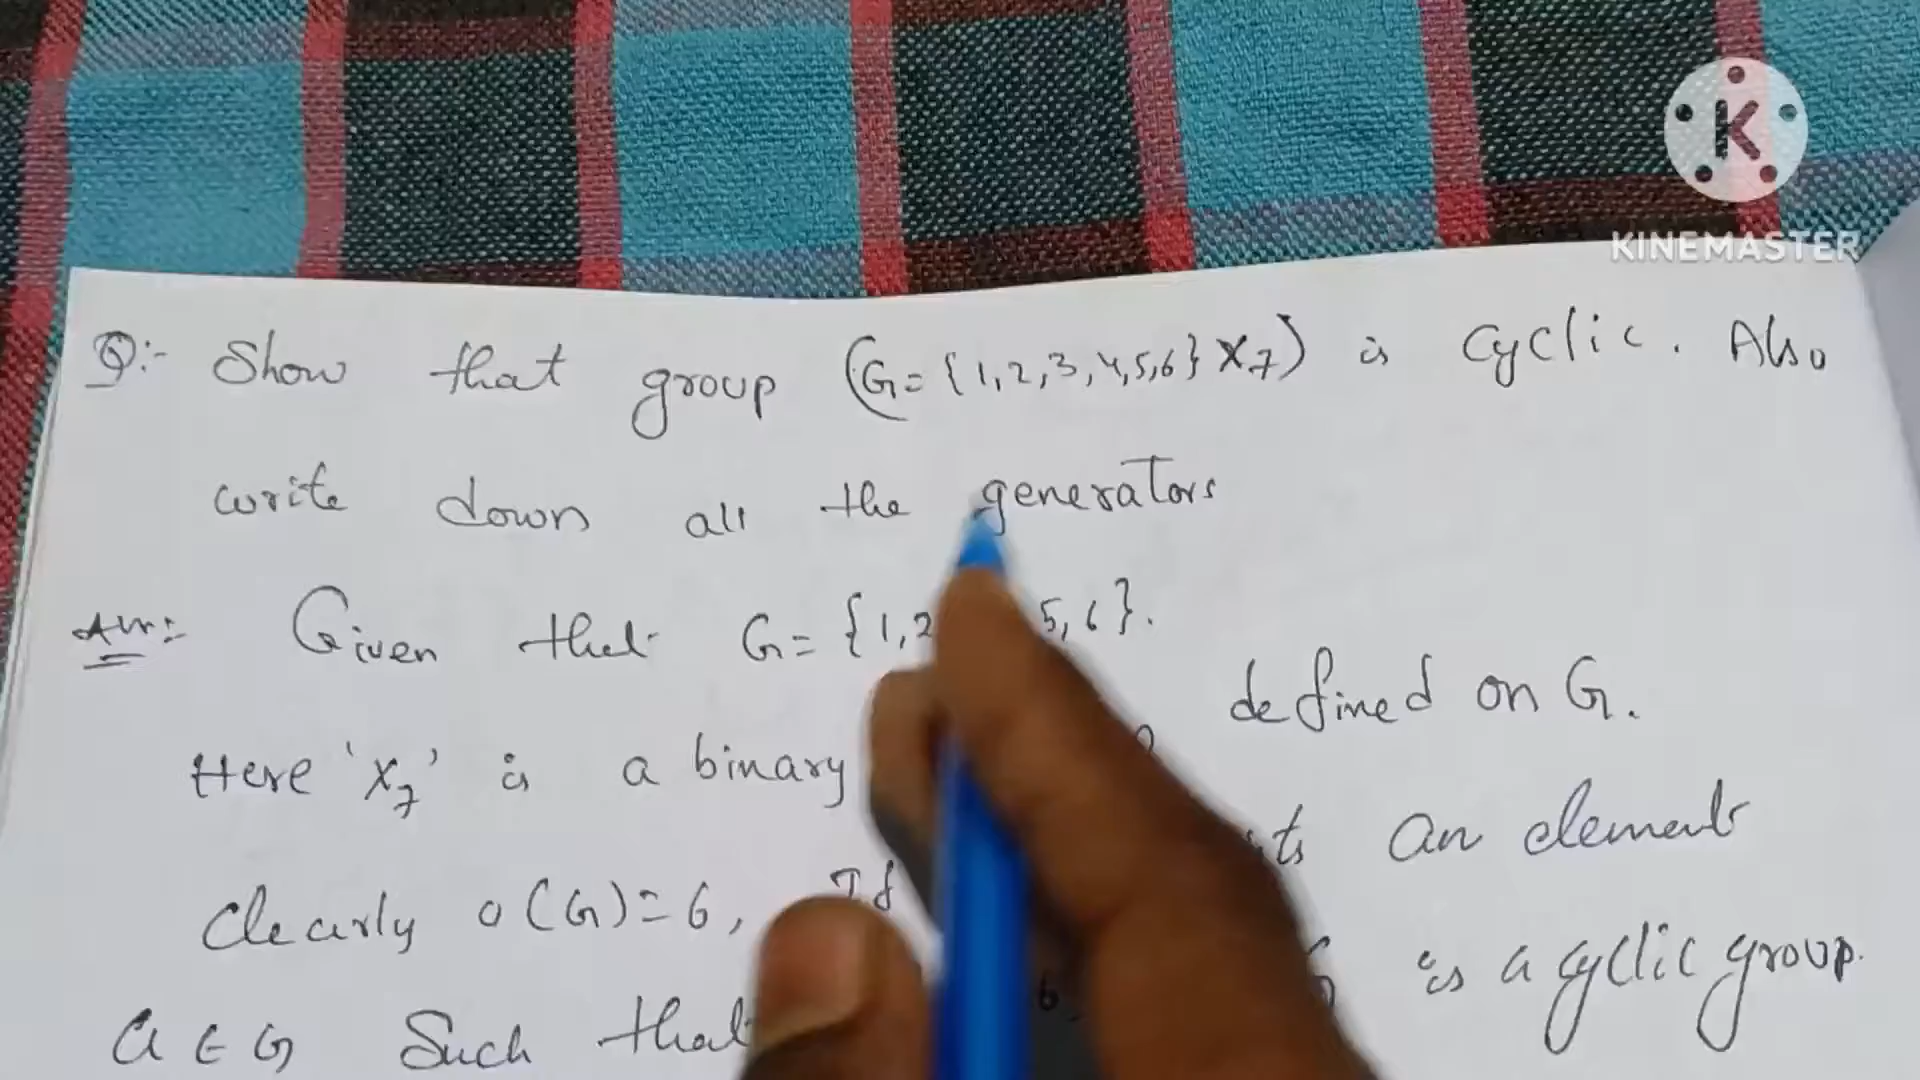 K
KINEMASTER
Q:- Show that group (G = {1,2,3,4,5,6} X7) is cyclic. Also
write down all the generators
Ans:- Given that G = {1,2 5,6}.
Here 'X7' is a binary defined on G.
Clearly o(G) = 6, If an element
a ∈ G Such that 6, is a cyclic group.